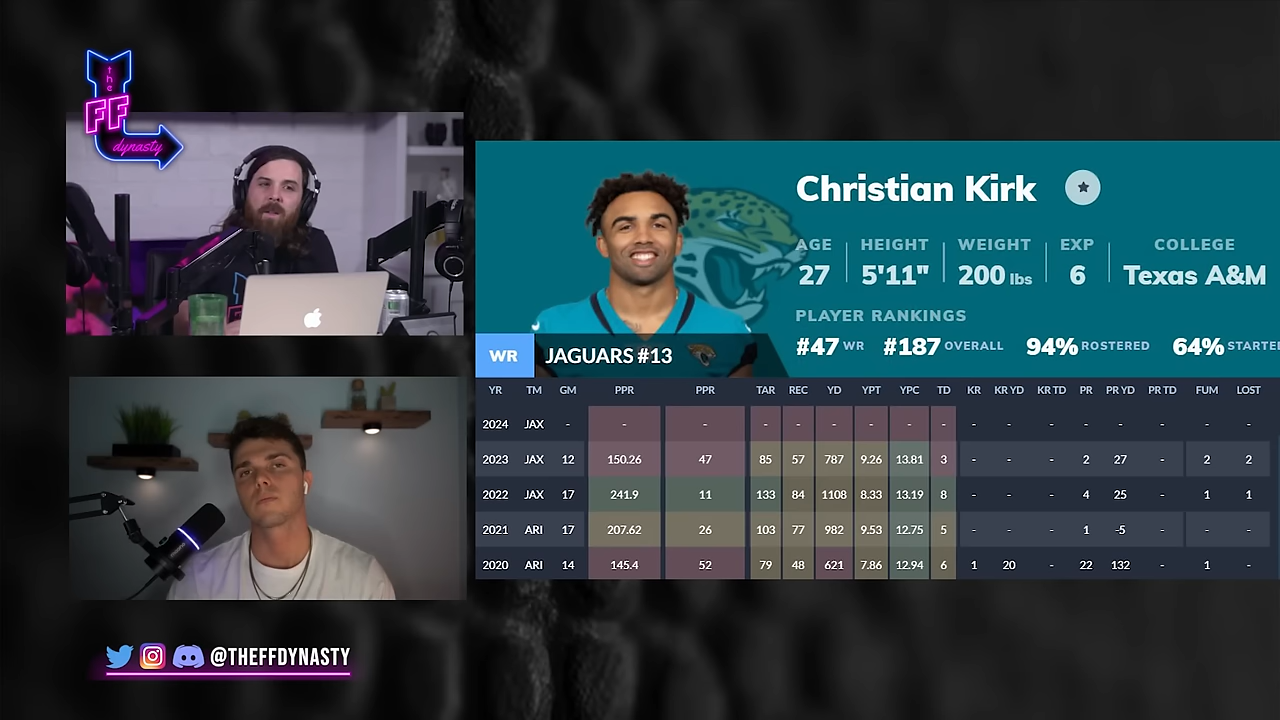 the
FF
dynasty
Christian Kirk
AGE HEIGHT WEIGHT EXP COLLEGE
27 5'11" 200 lbs 6 Texas A&M
PLAYER RANKINGS
#47 WR #187 OVERALL 94% ROSTERED 64% STARTE
WR JAGUARS #13
YR TM GM PPR PPR TAR REC YD YPT YPC TD KR KR YD KR TD PR PR YD PR TD FUM LOST
2024 JAX - - - - - - - - - - - - - - - - - -
2023 JAX 12 150.26 47 85 57 787 9.26 13.81 3 - - - 2 27 - 2 2
2022 JAX 17 241.9 11 133 84 1108 8.33 13.19 8 - - - 4 25 - 1 1
2021 ARI 17 207.62 26 103 77 982 9.53 12.75 5 - - - 1 -5 - - -
2020 ARI 14 145.4 52 79 48 621 7.86 12.94 6 1 20 - 22 132 - 1 -
@THEFFDYNASTY